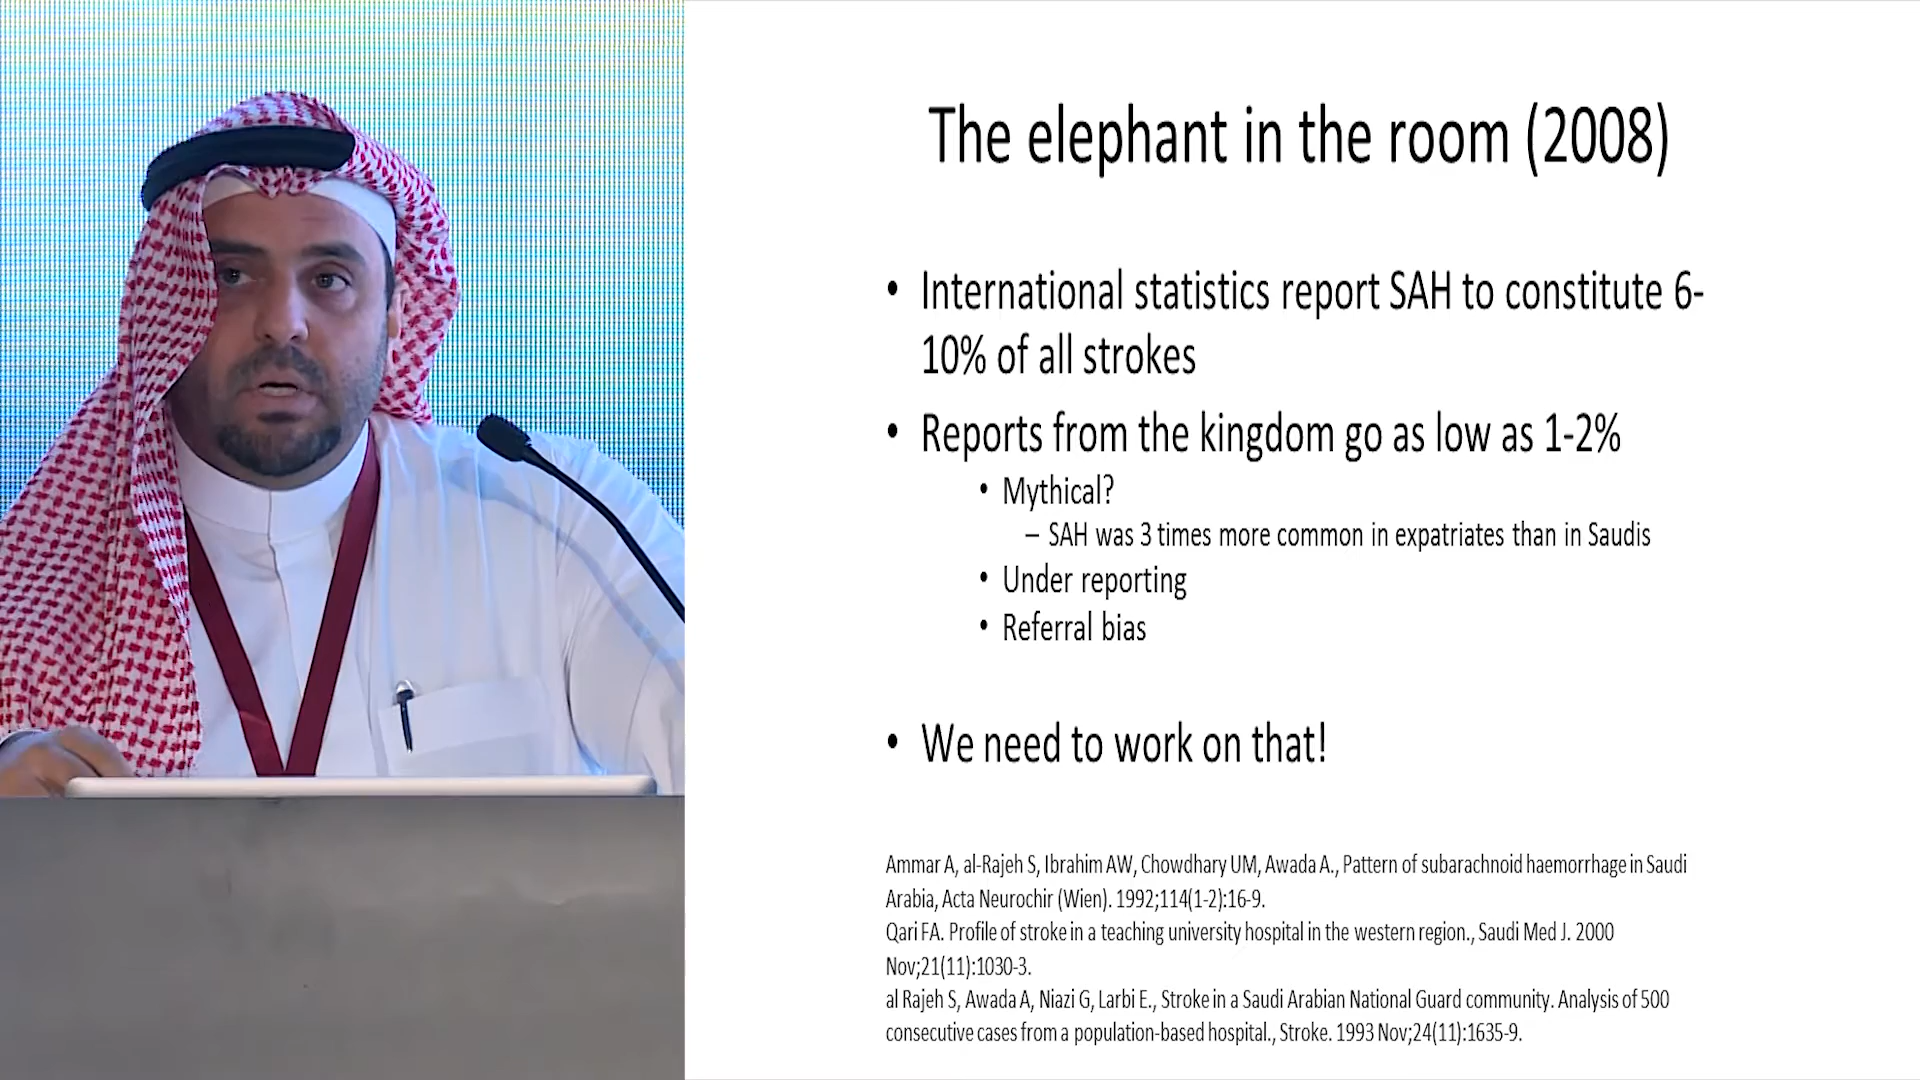 The elephant in the room (2008)
• International statistics report SAH to constitute 6-
10% of all strokes
• Reports from the kingdom go as low as 1-2%
• Mythical?
– SAH was 3 times more common in expatriates than in Saudis
• Under reporting
• Referral bias
• We need to work on that!
Ammar A, al-Rajeh S, Ibrahim AW, Chowdhary UM, Awada A., Pattern of subarachnoid haemorrhage in Saudi
Arabia, Acta Neurochir (Wien). 1992;114(1-2):16-9.
Qari FA. Profile of stroke in a teaching university hospital in the western region., Saudi Med J. 2000
Nov;21(11):1030-3.
al Rajeh S, Awada A, Niazi G, Larbi E., Stroke in a Saudi Arabian National Guard community. Analysis of 500
consecutive cases from a population-based hospital., Stroke. 1993 Nov;24(11):1635-9.